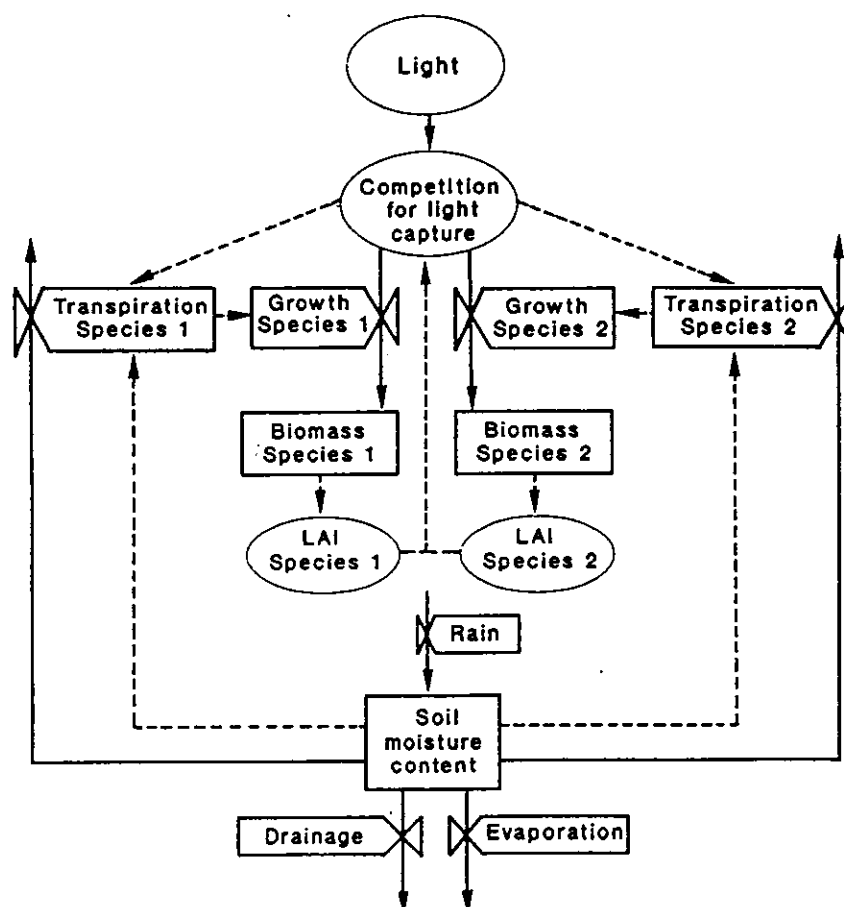 Light
Competition
for light
capture
Transpiration
Species 1
Growth
Species 1
Growth
Species 2
Transpiration
Species 2
Biomass
Species 1
Biomass
Species 2
LAI
Species 1
LAI
Species 2
Rain
Soil
moisture
content
Drainage
Evaporation